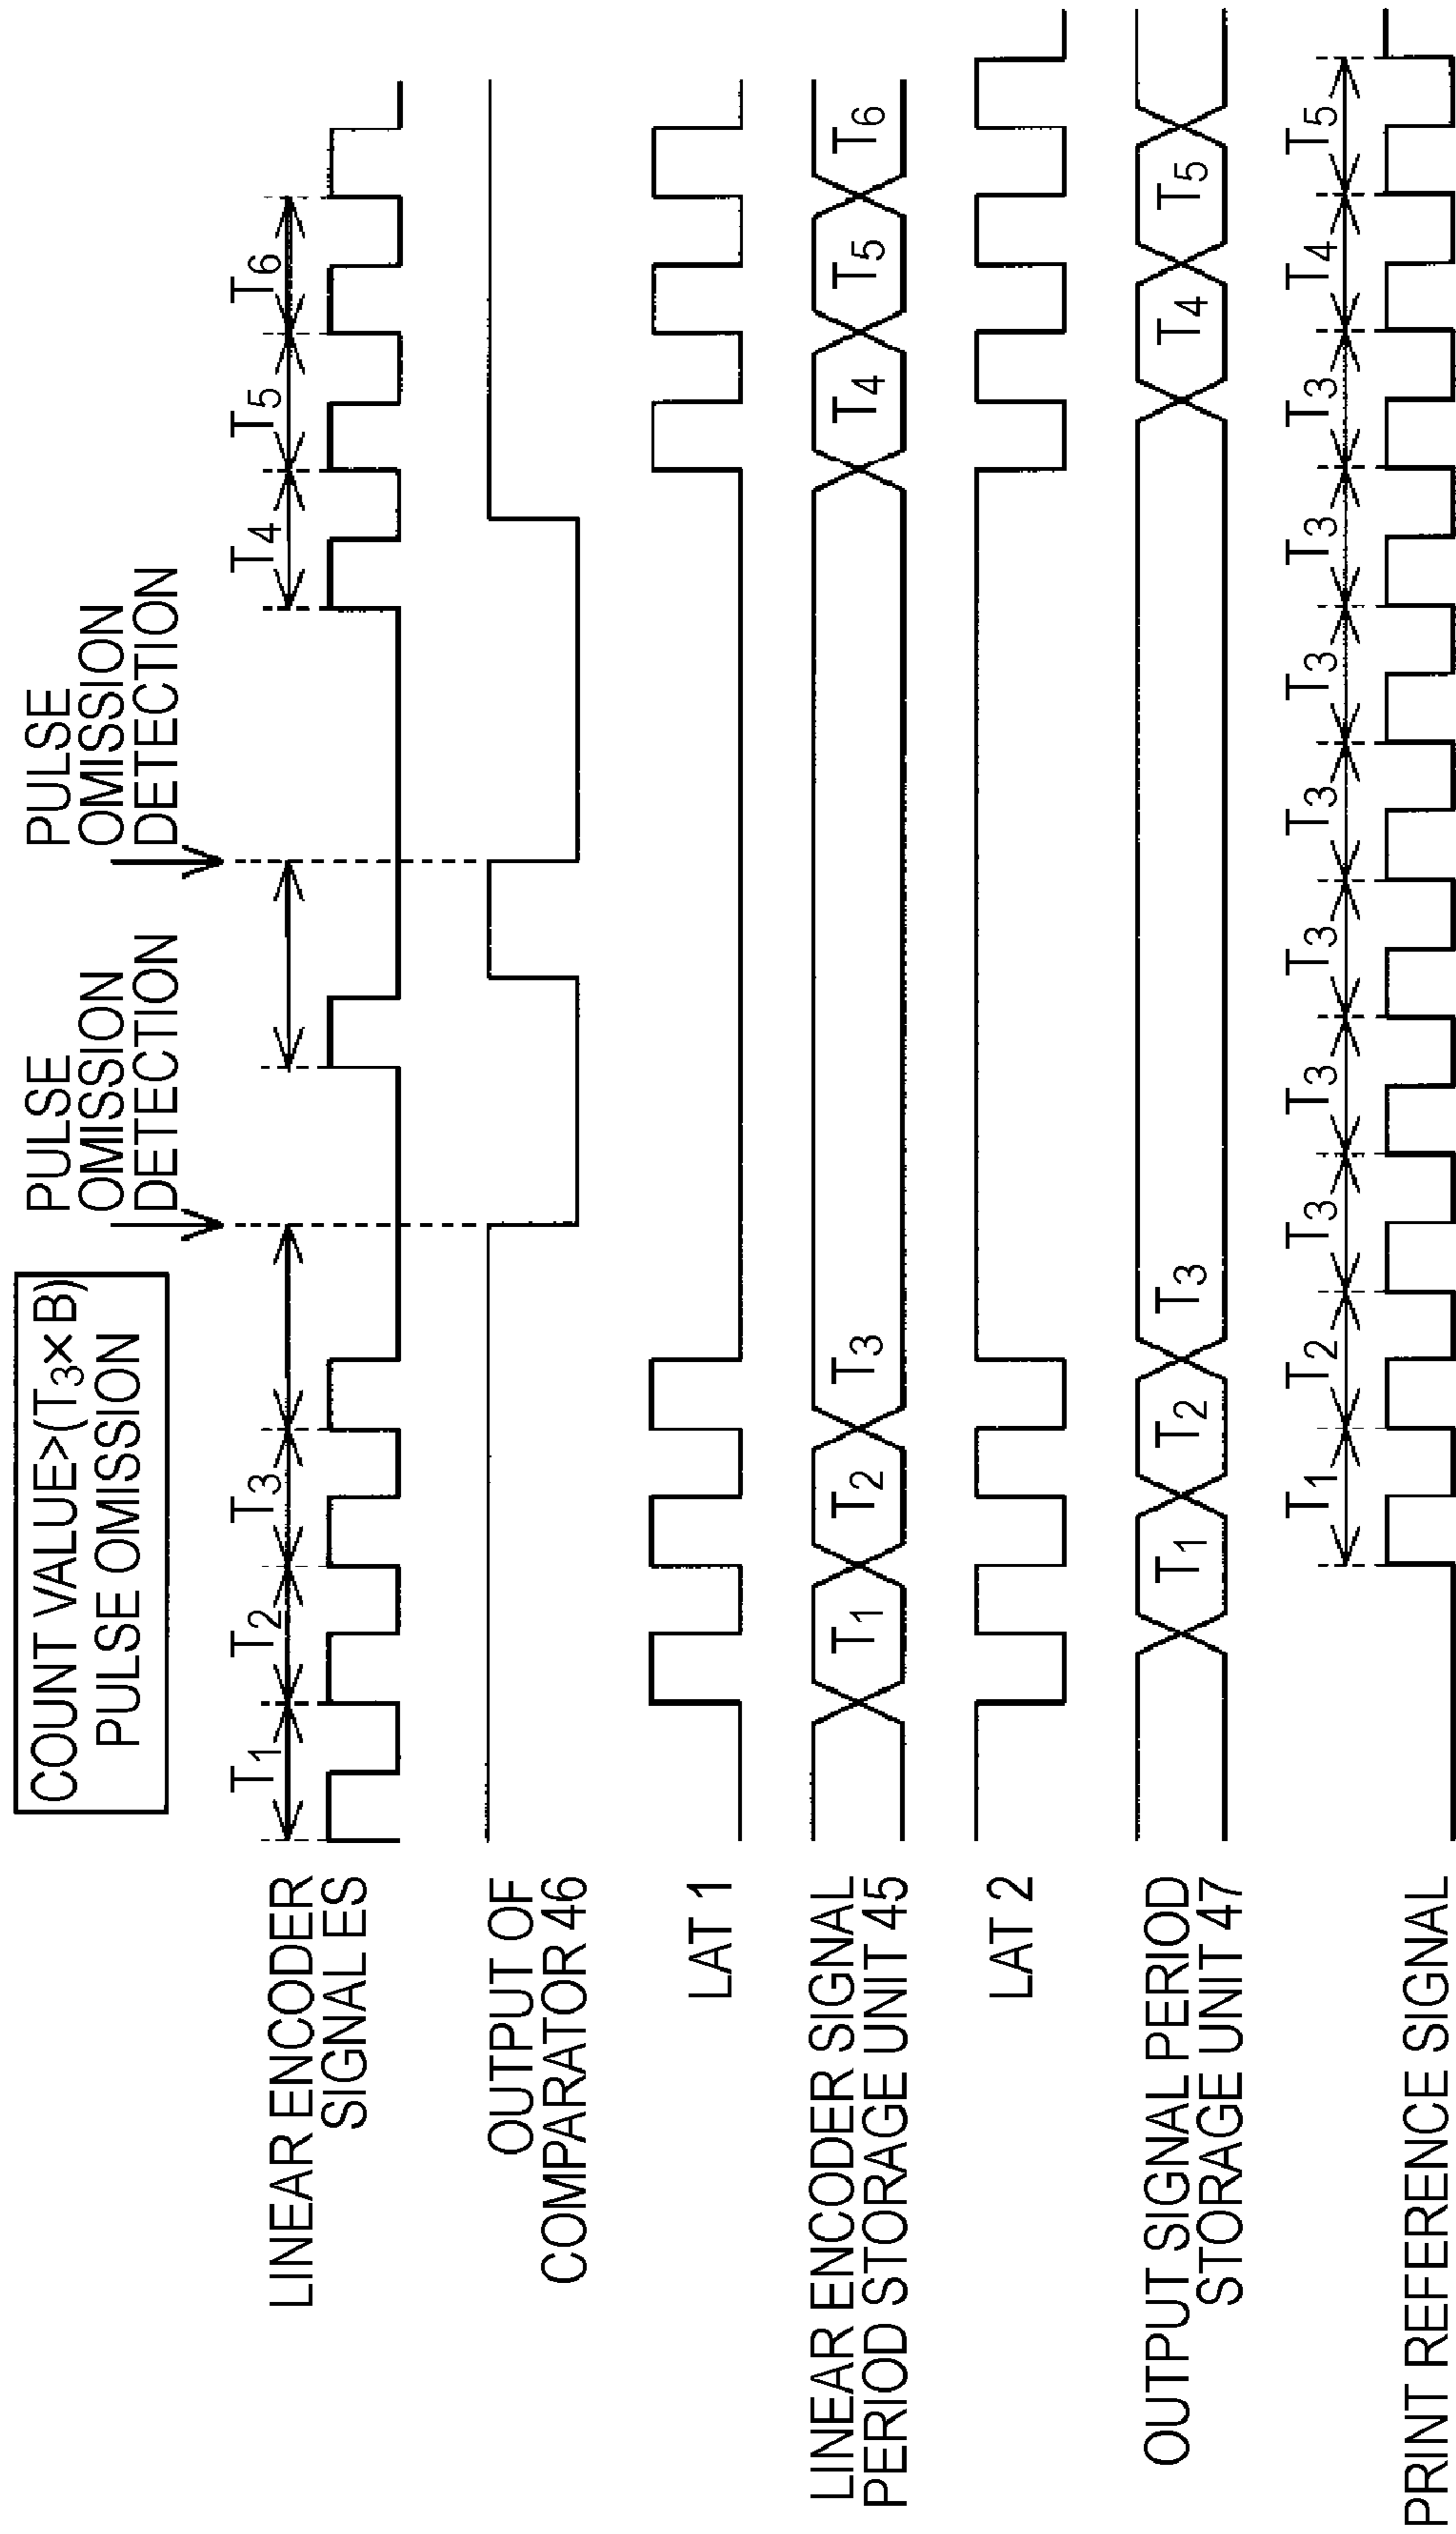 COUNT VALUE>(T3×B)
PULSE OMISSION
PULSE
OMISSION
DETECTION
PULSE
OMISSION
DETECTION
LINEAR ENCODER
SIGNAL ES
T1 T2 T3 T4 T5 T6
OUTPUT OF
COMPARATOR 46
LAT 1
LINEAR ENCODER SIGNAL
PERIOD STORAGE UNIT 45
T1 T2 T3 T4 T5 T6
LAT 2
OUTPUT SIGNAL PERIOD
STORAGE UNIT 47
T1 T2 T3 T4 T5
PRINT REFERENCE SIGNAL
T1 T2 T3 T3 T3 T3 T3 T3 T3 T4 T5